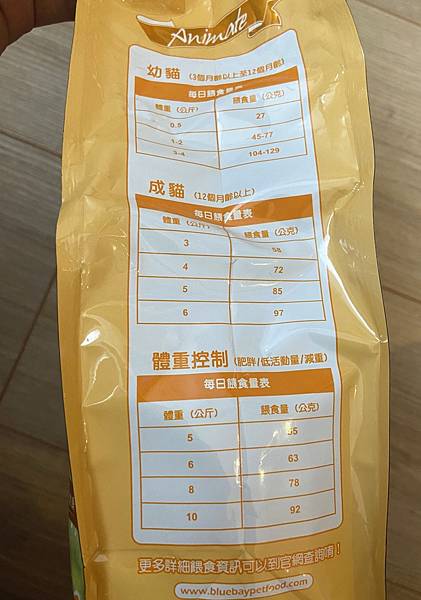 Animate
幼貓 (3個月齡以上至12個月齡)
每日餵食量表
體重 (公斤) 餵食量 (公克)
0.5 27
1-2 45-77
3-4 104-129
成貓 (12個月齡以上)
每日餵食量表
體重 (公斤) 餵食量 (公克)
3 58
4 72
5 85
6 97
體重控制 (肥胖/低活動量/減重)
每日餵食量表
體重 (公斤) 餵食量 (公克)
5 55
6 63
8 78
10 92
更多詳細餵食資訊可以到官網查詢唷！
www.bluebaypetfood.com